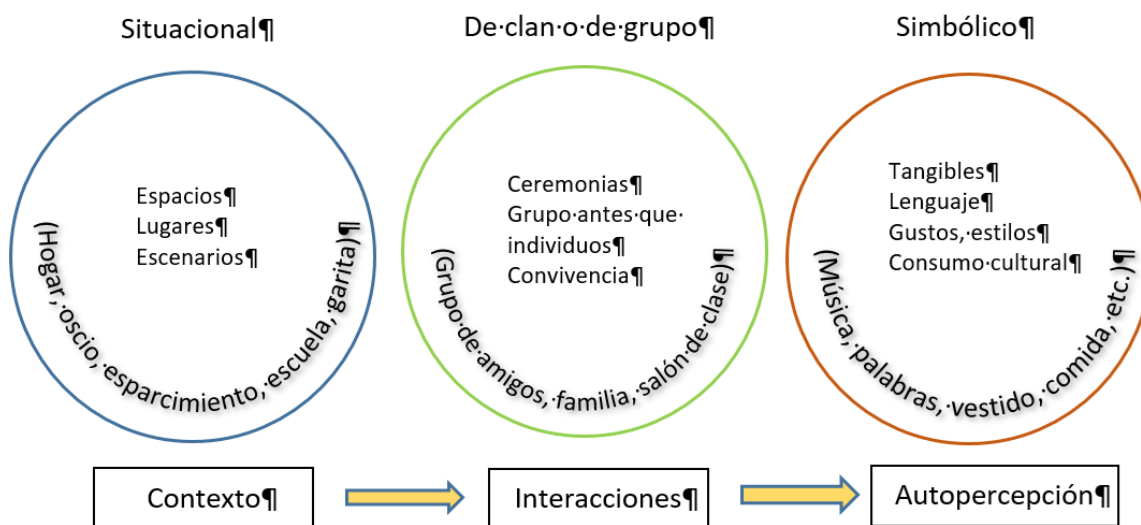 Situacional¶
De·clan·o·de·grupo¶
Simbólico¶
Espacios¶
Lugares¶
Escenarios¶
(Hogar,·oscio,·esparcimiento,·escuela,·garita)¶
Ceremonias¶
Grupo·antes·que·
individuos¶
Convivencia¶
(Grupo·de·amigos,·familia,·salón·de·clase)¶
Tangibles¶
Lenguaje¶
Gustos,·estilos¶
Consumo·cultural¶
(Música,·palabras,·vestido,·comida,·etc.)¶
Contexto¶
Interacciones¶
Autopercepción¶